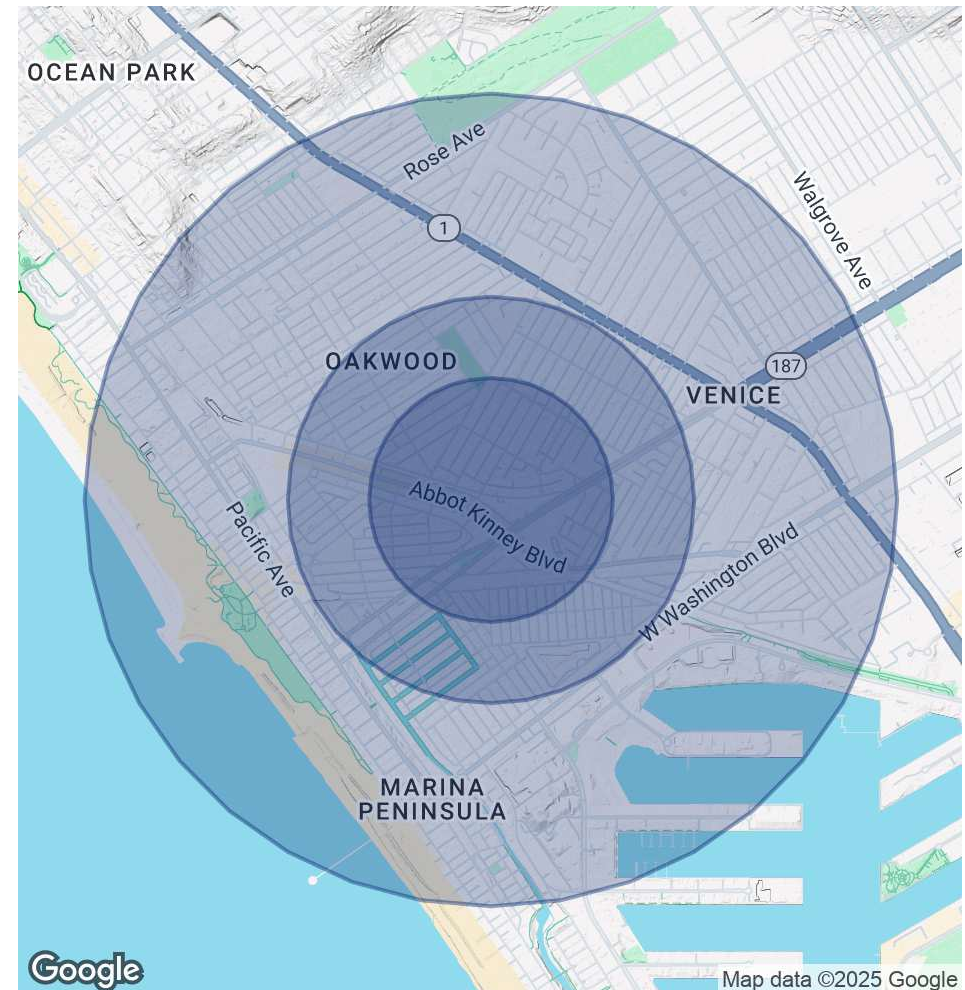 OCEAN PARK
Rose Ave
Walgrove Ave
1
OAKWOOD
187
VENICE
Abbot Kinney Blvd
Pacific Ave
W Washington Blvd
MARINA
PENINSULA
Google
Map data ©2025 Google